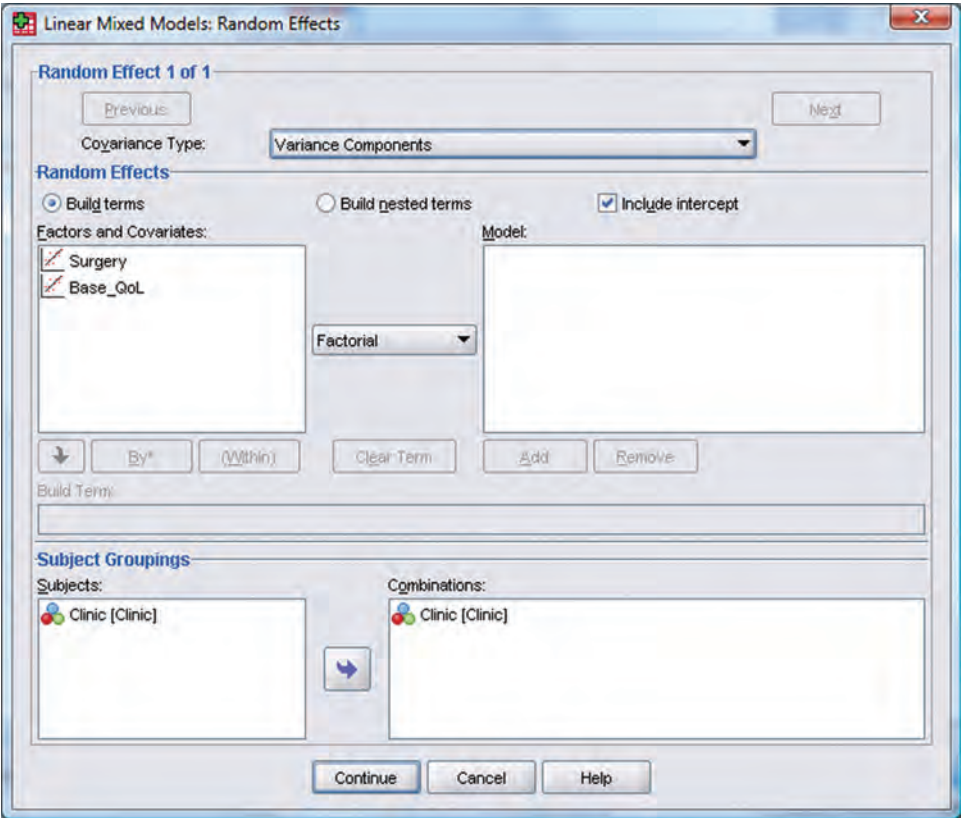 Linear Mixed Models: Random Effects
Random Effect 1 of 1
Previous Next
Covariance Type: Variance Components
Random Effects
Build terms Build nested terms Include intercept
Factors and Covariates: Model:
Surgery
Base_QoL
Factorial
By* (Within) Clear Term Add Remove
Build Term:
Subject Groupings
Subjects: Combinations:
Clinic [Clinic] Clinic [Clinic]
Continue Cancel Help